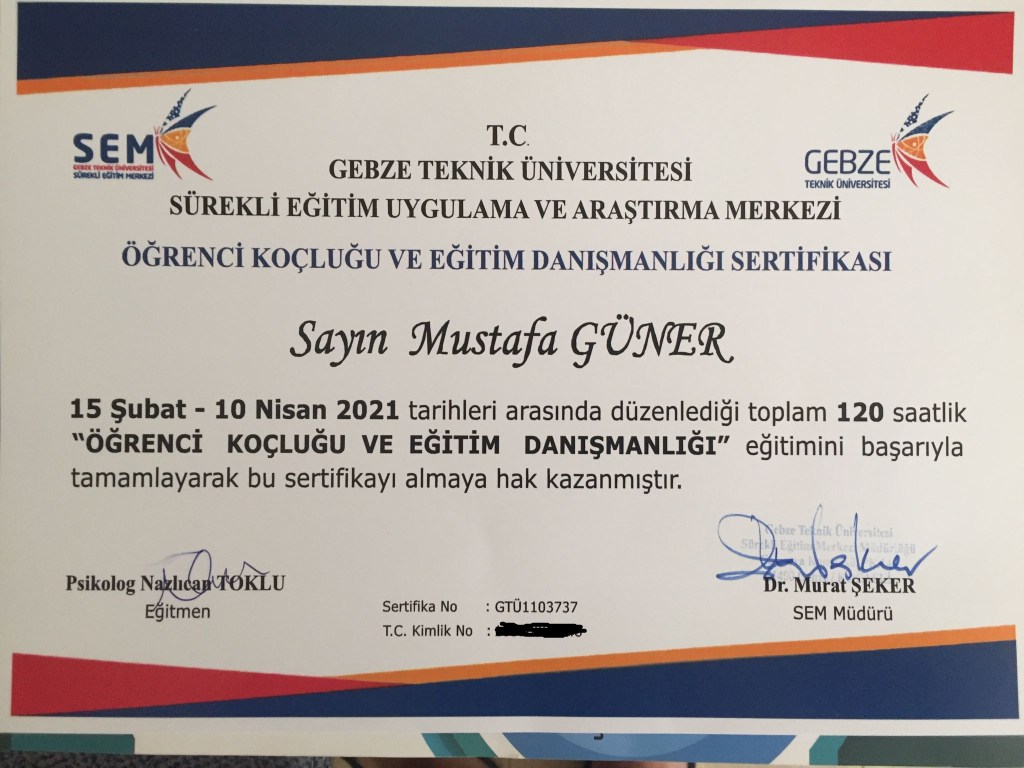 SEM
GEBZE TEKNİK ÜNİVERSİTESİ
SÜREKLİ EĞİTİM MERKEZİ
GEBZE
TEKNİK ÜNİVERSİTESİ
T.C.
GEBZE TEKNİK ÜNİVERSİTESİ
SÜREKLİ EĞİTİM UYGULAMA VE ARAŞTIRMA MERKEZİ
ÖĞRENCİ KOÇLUĞU VE EĞİTİM DANIŞMANLIĞI SERTİFİKASI
Sayın Mustafa GÜNER
15 Şubat - 10 Nisan 2021 tarihleri arasında düzenlediği toplam 120 saatlik
“ÖĞRENCİ KOÇLUĞU VE EĞİTİM DANIŞMANLIĞI” eğitimini başarıyla
tamamlayarak bu sertifikayı almaya hak kazanmıştır.
Gebze Teknik Üniversitesi
Sürekli Eğitim Merkezi Müdürlüğü
Psikolog Nazlıcan TOKLU
Eğitmen
Dr. Murat ŞEKER
SEM Müdürü
Sertifika No : GTÜ1103737
T.C. Kimlik No :